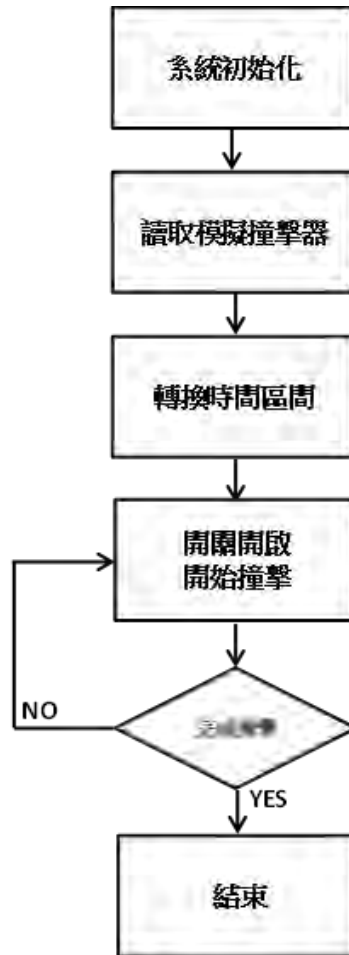 系統初始化
讀取模擬撞擊器
轉換時間區間
開關開啟
開始撞擊
NO
YES
結束